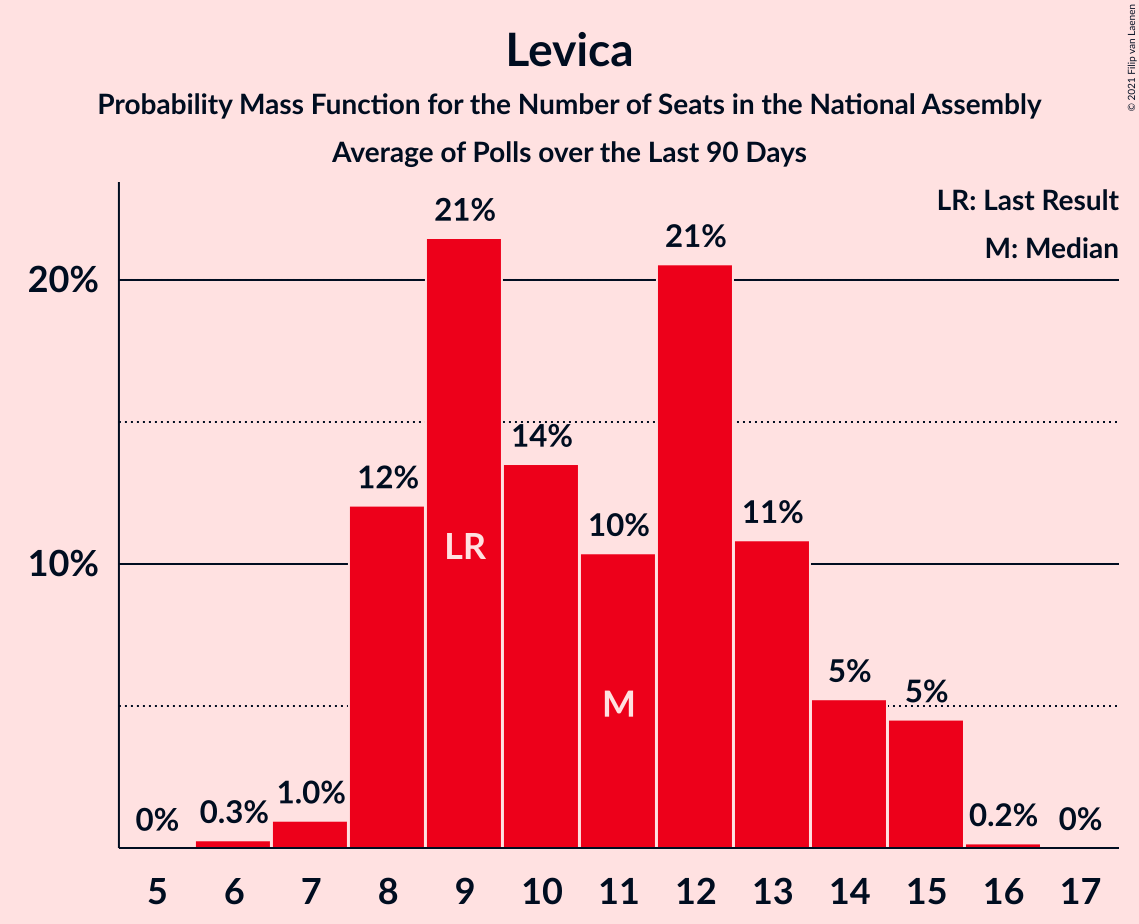 Levica
Probability Mass Function for the Number of Seats in the National Assembly
Average of Polls over the Last 90 Days
© 2021 Filip van Laenen
LR: Last Result
M: Median
20%
10%
0%
0.3%
1.0%
12%
21%
14%
10%
21%
11%
5%
5%
0.2%
0%
LR
M
5 6 7 8 9 10 11 12 13 14 15 16 17